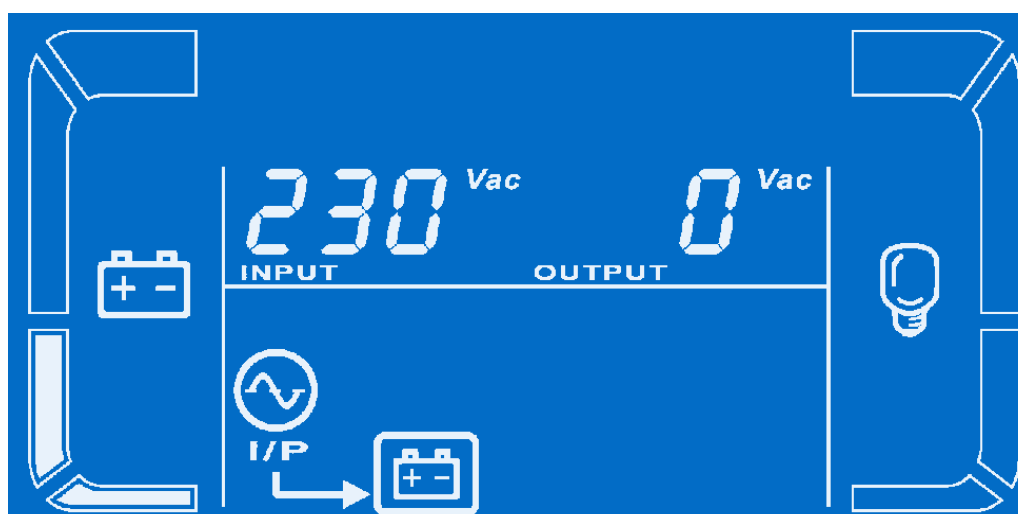 230 Vac 0 Vac
INPUT OUTPUT
+ -
I/P
+ -